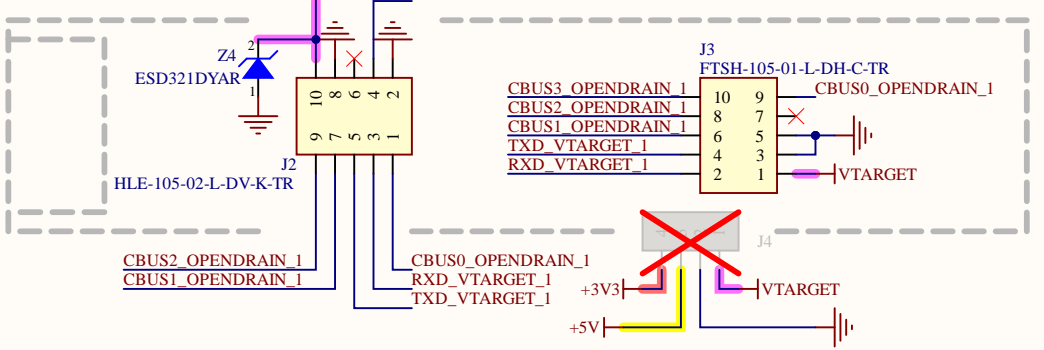 2
Z4
ESD321DYAR
1
10 8 6 4 2
9 7 5 3 1
J2
HLE-105-02-L-DV-K-TR
CBUS2_OPENDRAIN_1
CBUS1_OPENDRAIN_1
CBUS0_OPENDRAIN_1
RXD_VTARGET_1
TXD_VTARGET_1
J3
FTSH-105-01-L-DH-C-TR
CBUS3_OPENDRAIN_1 10 9 CBUS0_OPENDRAIN_1
CBUS2_OPENDRAIN_1 8 7
CBUS1_OPENDRAIN_1 6 5
TXD_VTARGET_1 4 3
RXD_VTARGET_1 2 1 VTARGET
J4
+3V3 VTARGET
+5V